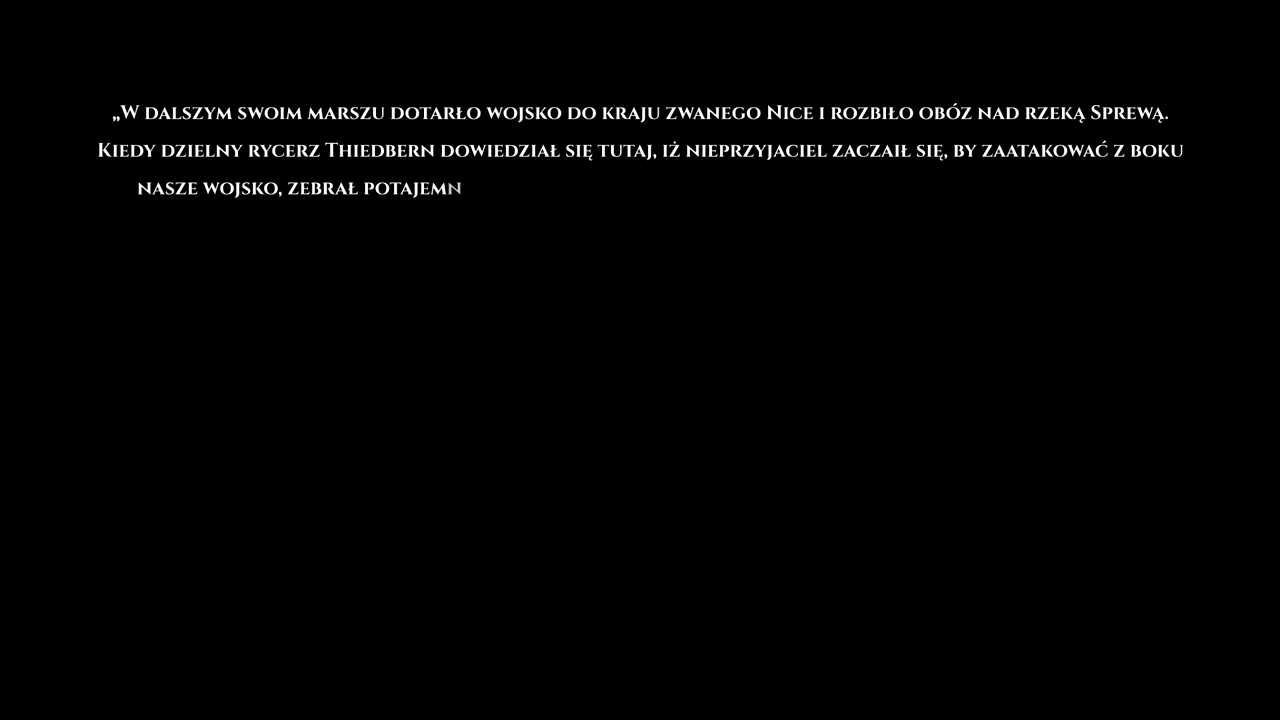 „W dalszym swoim marszu dotarło wojsko do kraju zwanego Nice i rozbiło obóz nad rzeką Sprewą.
Kiedy dzielny rycerz Thiedbern dowiedział się tutaj, iż nieprzyjaciel zaczaił się, by zaatakować z boku
nasze wojsko, zebrał potajemn